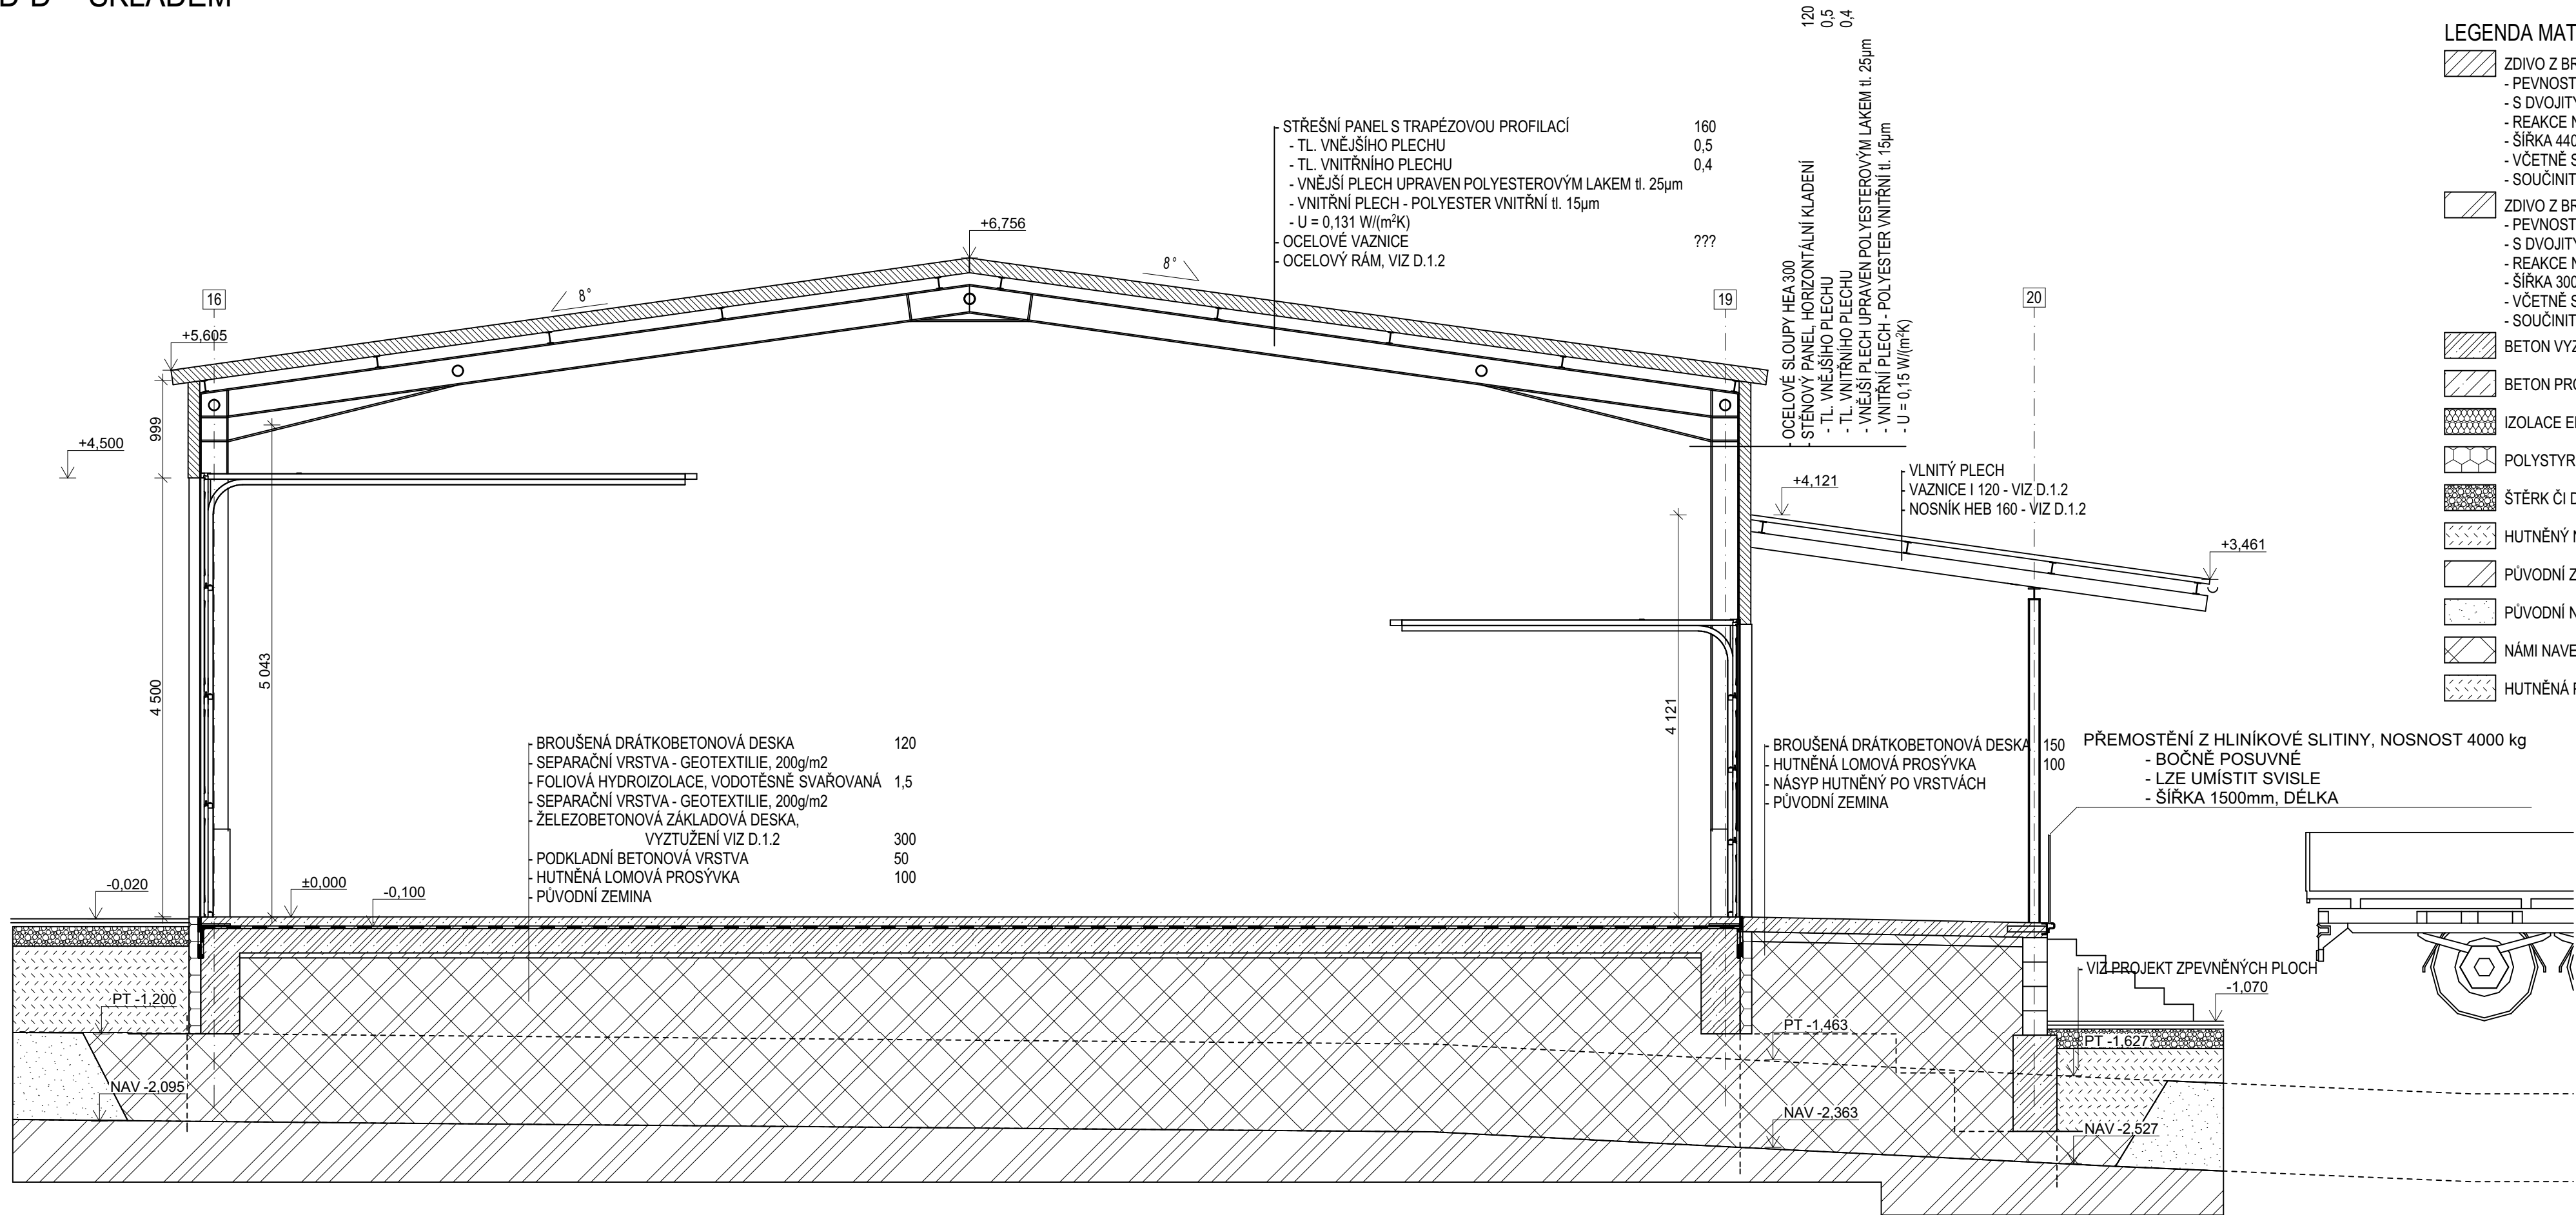 SKLADEM
120
0,5
0,4
- OCELOVÉ SLOUPY HEA 300
- STĚNOVÝ PANEL, HORIZONTÁLNÍ KLADENÍ
- TL. VNĚJŠÍHO PLECHU
- TL. VNITŘNÍHO PLECHU
- VNĚJŠÍ PLECH UPRAVEN POLYESTEROVÝM LAKEM tl. 25µm
- VNITŘNÍ PLECH - POLYESTER VNITŘNÍ tl. 15µm
- U = 0,15 W/(m²K)
- STŘEŠNÍ PANEL S TRAPÉZOVOU PROFILACÍ 160
- TL. VNĚJŠÍHO PLECHU 0,5
- TL. VNITŘNÍHO PLECHU 0,4
- VNĚJŠÍ PLECH UPRAVEN POLYESTEROVÝM LAKEM tl. 25µm
- VNITŘNÍ PLECH - POLYESTER VNITŘNÍ tl. 15µm
- U = 0,131 W/(m²K)
- OCELOVÉ VAZNICE ???
- OCELOVÝ RÁM, VIZ D.1.2
LEGENDA MAT
ZDIVO Z BR
- PEVNOST
- S DVOJITÝ
- REAKCE N
- ŠÍŘKA 440
- VČETNĚ S
- SOUČINIT
ZDIVO Z BR
- PEVNOST
- S DVOJITÝ
- REAKCE N
- ŠÍŘKA 300
- VČETNĚ S
- SOUČINIT
BETON VYZ
BETON PRO
IZOLACE E
POLYSTYR
ŠTĚRK ČI D
HUTNĚNÝ N
PŮVODNÍ Z
PŮVODNÍ N
NÁMI NAVE
HUTNĚNÁ
+6,756
8°
8°
16
19
20
+5,605
999
+4,500
4 500
5 043
+4,121
4 121
- VLNITÝ PLECH
- VAZNICE I 120 - VIZ D.1.2
- NOSNÍK HEB 160 - VIZ D.1.2
+3,461
- BROUŠENÁ DRÁTKOBETONOVÁ DESKA 120
- SEPARAČNÍ VRSTVA - GEOTEXTILIE, 200g/m2
- FOLIOVÁ HYDROIZOLACE, VODOTĚSNĚ SVAŘOVANÁ 1,5
- SEPARAČNÍ VRSTVA - GEOTEXTILIE, 200g/m2
- ŽELEZOBETONOVÁ ZÁKLADOVÁ DESKA,
VYZTUŽENÍ VIZ D.1.2 300
- PODKLADNÍ BETONOVÁ VRSTVA 50
- HUTNĚNÁ LOMOVÁ PROSÝVKA 100
- PŮVODNÍ ZEMINA
- BROUŠENÁ DRÁTKOBETONOVÁ DESKA 150
- HUTNĚNÁ LOMOVÁ PROSÝVKA 100
- NÁSYP HUTNĚNÝ PO VRSTVÁCH
- PŮVODNÍ ZEMINA
PŘEMOSTĚNÍ Z HLINÍKOVÉ SLITINY, NOSNOST 4000 kg
- BOČNĚ POSUVNÉ
- LZE UMÍSTIT SVISLE
- ŠÍŘKA 1500mm, DÉLKA
-0,020
±0,000
-0,100
- VIZ PROJEKT ZPEVNĚNÝCH PLOCH
-1,070
PT -1,200
PT -1,463
PT -1,627
NAV -2,095
NAV -2,363
NAV -2,527